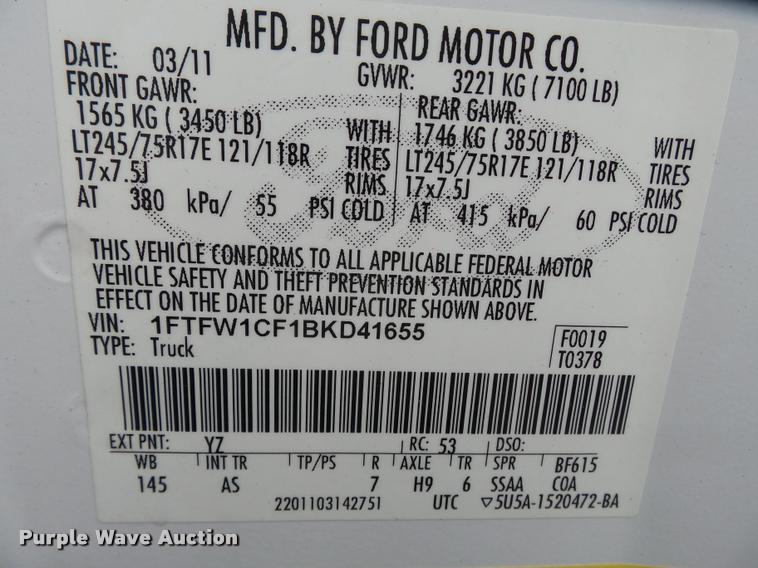 MFD. BY FORD MOTOR CO.
DATE: 03/11 GVWR: 3221 KG ( 7100 LB)
FRONT GAWR: REAR GAWR:
1565 KG ( 3450 LB) WITH 1746 KG ( 3850 LB) WITH
LT245/75R17E 121/118R TIRES LT245/75R17E 121/118R TIRES
17x7.5J RIMS 17x7.5J RIMS
AT 380 kPa/ 55 PSI COLD AT 415 kPa/ 60 PSI COLD
THIS VEHICLE CONFORMS TO ALL APPLICABLE FEDERAL MOTOR
VEHICLE SAFETY AND THEFT PREVENTION STANDARDS IN
EFFECT ON THE DATE OF MANUFACTURE SHOWN ABOVE.
VIN: 1FTFW1CF1BKD41655 F0019
TYPE: Truck T0378
EXT PNT: YZ RC: 53 DSO:
WB INT TR TP/PS R AXLE TR SPR BF615
145 AS 7 H9 6 SSAA COA
2201103142751 UTC ▽5U5A-1520472-BA
Purple Wave Auction